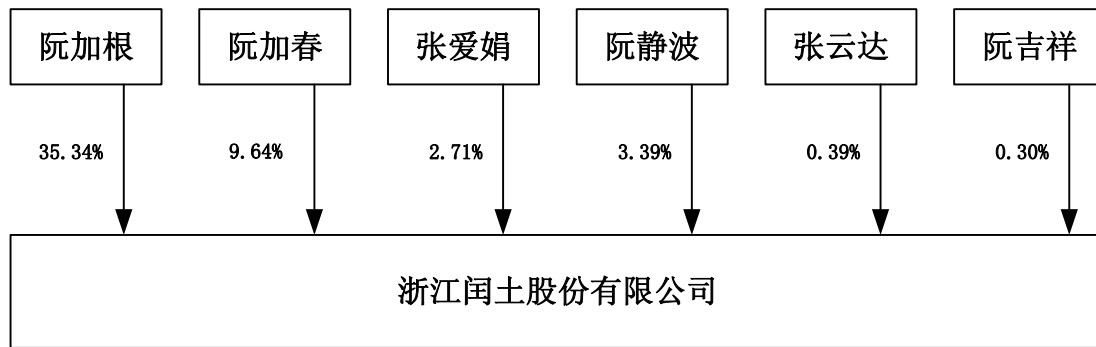 阮加根 阮加春 张爱娟 阮静波 张云达 阮吉祥
35.34% 9.64% 2.71% 3.39% 0.39% 0.30%
浙江闰土股份有限公司